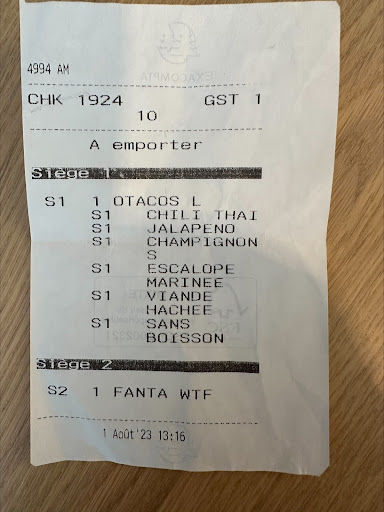 4994 AM
CHK 1924 GST 1
10
A emporter
Siège 1
S1 1 OTACOS L
S1 CHILI THAI
S1 JALAPENO
S1 CHAMPIGNON
S
S1 ESCALOPE
MARINEE
S1 VIANDE
HACHEE
S1 SANS
BOISSON
Siège 2
S2 1 FANTA WTF
1 Août'23 13:16